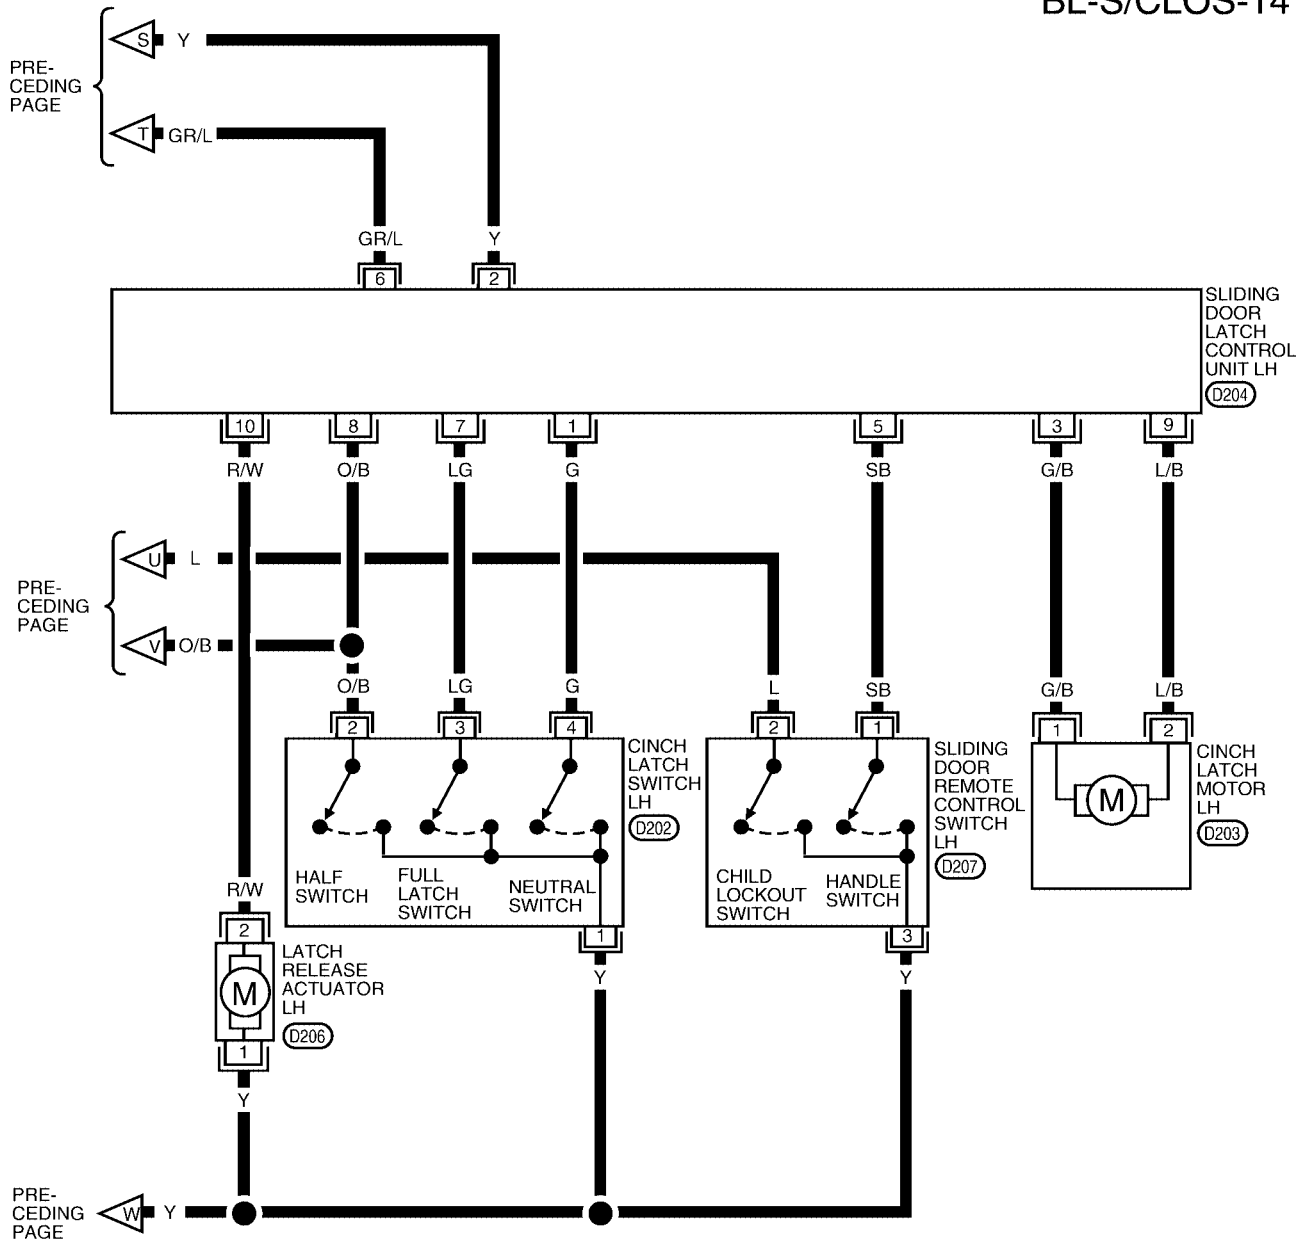 BL-S/CLOS-14
S Y
PRE-
CEDING
PAGE
T GR/L
GR/L Y
6 2
SLIDING
DOOR
LATCH
CONTROL
UNIT LH
D204
10 8 7 1 5 3 9
R/W O/B LG G SB G/B L/B
U L
PRE-
CEDING
PAGE
V O/B
O/B LG G L SB G/B L/B
2 3 4 2 1 1 2
CINCH
LATCH
SWITCH
LH
D202
SLIDING
DOOR
REMOTE
CONTROL
SWITCH
LH
D207
CINCH
LATCH
MOTOR
LH
D203
M
HALF
SWITCH
FULL
LATCH
SWITCH
NEUTRAL
SWITCH
CHILD
LOCKOUT
SWITCH
HANDLE
SWITCH
R/W
2
1 3
Y Y
LATCH
RELEASE
ACTUATOR
LH
D206
M
1
Y
PRE-
CEDING
PAGE
W Y